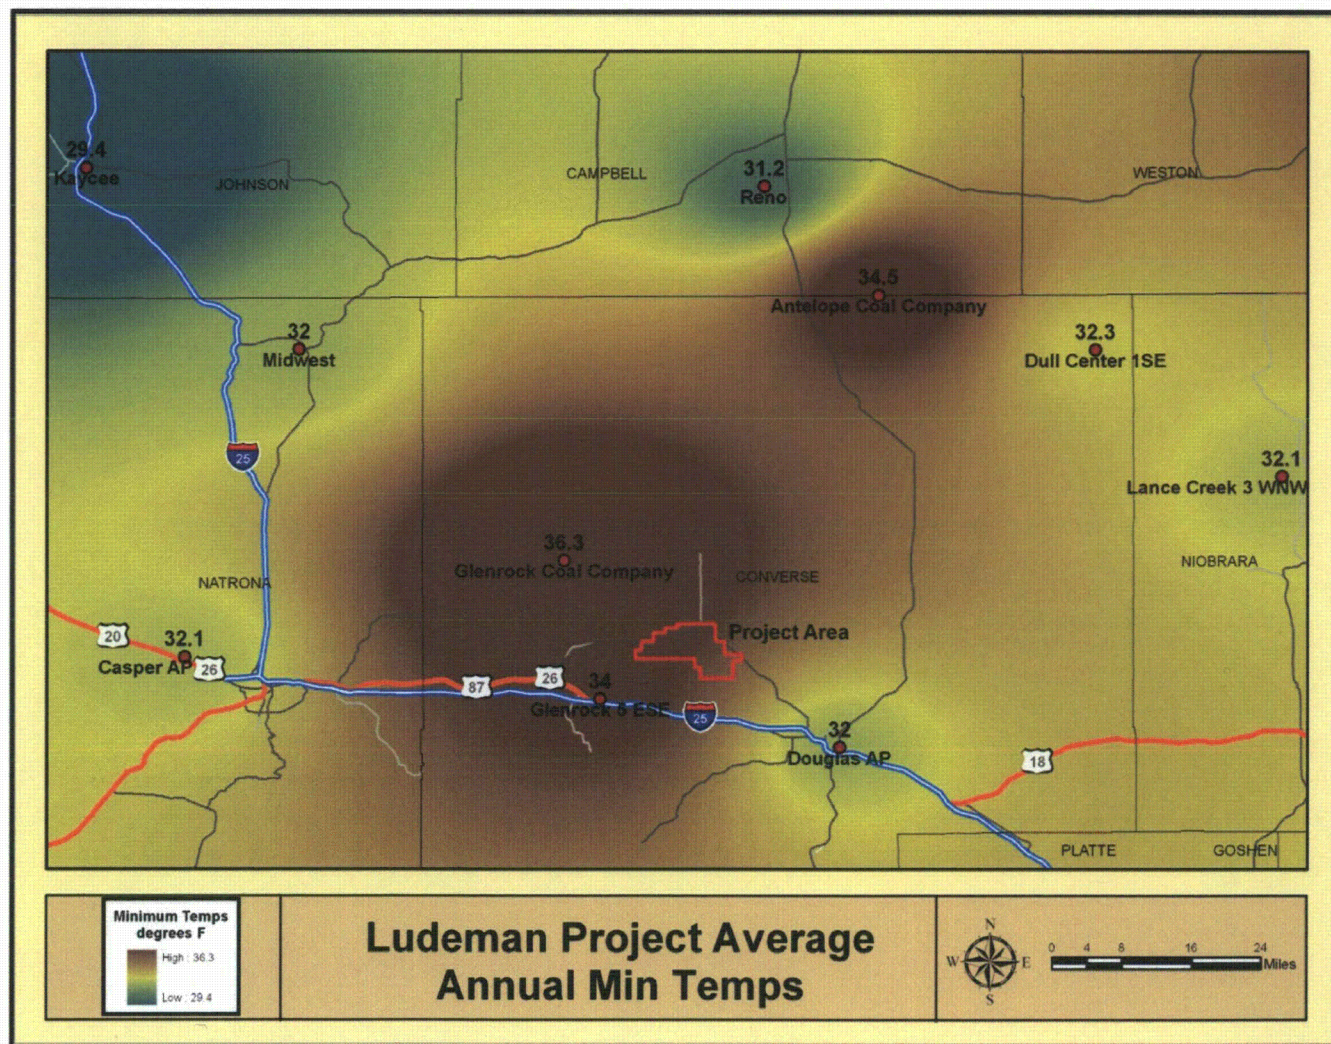 29.4
Kaycee
JOHNSON
CAMPBELL
31.2
Reno
WESTON
34.5
Antelope Coal Company
32
Midwest
32.3
Dull Center 1SE
25
32.1
Lance Creek 3 WNW
36.3
Glenrock Coal Company
CONVERSE
NIOBRARA
NATRONA
Project Area
20
32.1
Casper AP
26
87
26
34
Glenrock 5 ESE
25
32
Douglas AP
18
PLATTE
GOSHEN
Minimum Temps
degrees F
High : 36.3
Low : 29.4
Ludeman Project Average
Annual Min Temps
N
W
E
S
0 4 8 16 24
Miles